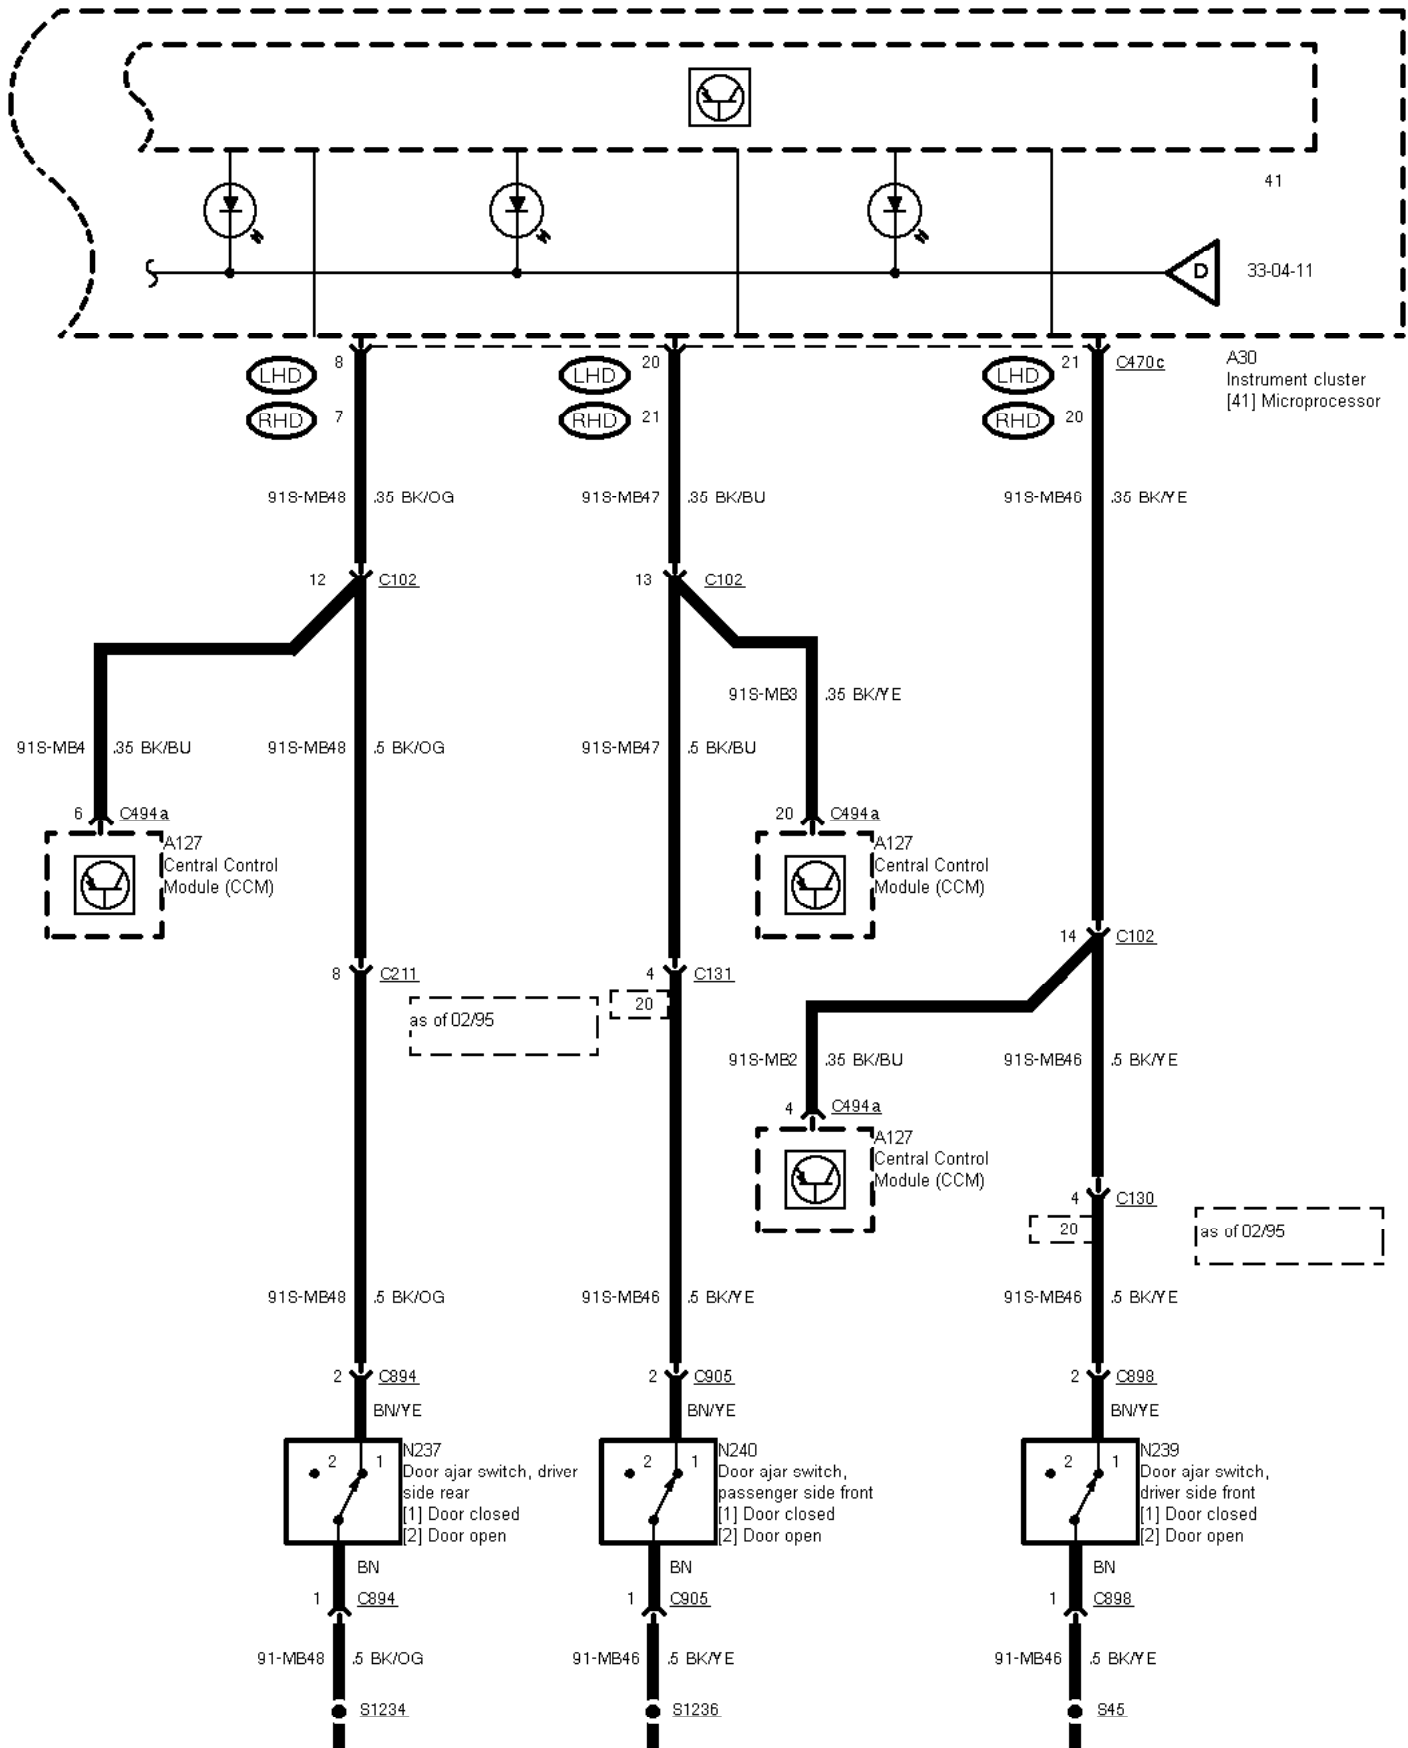 41
D 33-04-11
LHD 8
RHD 7
LHD 20
RHD 21
LHD 21 C470c
RHD 20
A30
Instrument cluster
[41] Microprocessor
91S-MB48 .35 BK/OG
91S-MB47 .35 BK/BU
91S-MB46 .35 BK/YE
12 C102
13 C102
91S-MB3 .35 BK/YE
91S-MB4 .35 BK/BU
91S-MB48 .5 BK/OG
91S-MB47 .5 BK/BU
6 C494a
A127
Central Control
Module (CCM)
20 C494a
A127
Central Control
Module (CCM)
14 C102
8 C211
4 C131
20
as of 02/95
91S-MB2 .35 BK/BU
91S-MB46 .5 BK/YE
4 C494a
A127
Central Control
Module (CCM)
4 C130
20
as of 02/95
91S-MB48 .5 BK/OG
91S-MB46 .5 BK/YE
91S-MB46 .5 BK/YE
2 C894
2 C905
2 C898
BN/YE
BN/YE
BN/YE
2 1
N237
Door ajar switch, driver
side rear
[1] Door closed
[2] Door open
2 1
N240
Door ajar switch,
passenger side front
[1] Door closed
[2] Door open
2 1
N239
Door ajar switch,
driver side front
[1] Door closed
[2] Door open
BN
BN
BN
1 C894
1 C905
1 C898
91-MB48 .5 BK/OG
91-MB46 .5 BK/YE
91-MB46 .5 BK/YE
S1234
S1236
S45